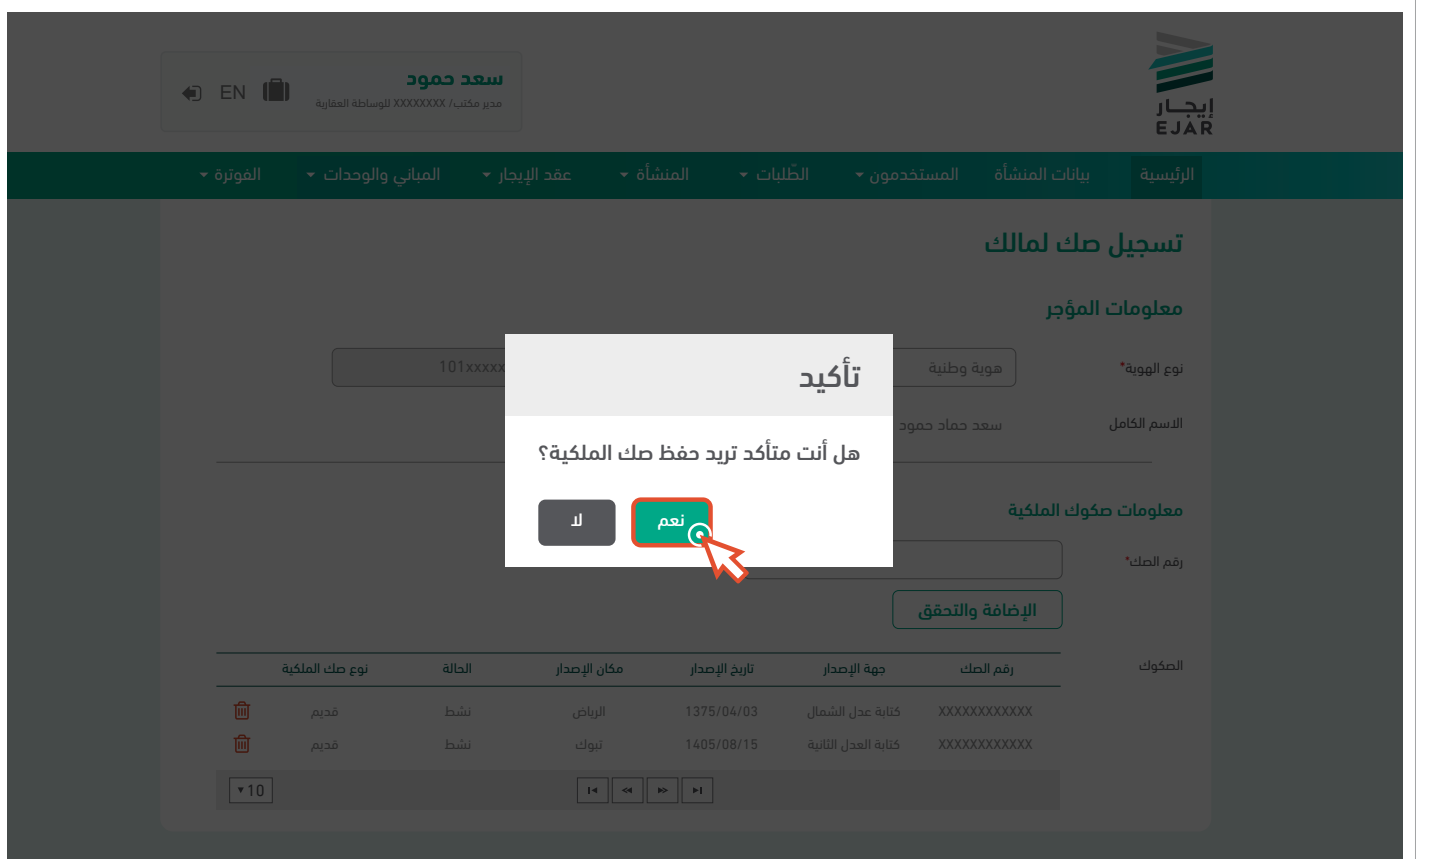 إيجـار
EJAR
سعد حمود
مدير مكتب/ XXXXXXXX للوساطة العقارية
EN
الرئيسية
بيانات المنشأة
المستخدمون
الطّلبات
المنشأة
عقد الإيجار
المباني والوحدات
الفوترة
تسجيل صك لمالك
معلومات المؤجر
نوع الهوية*
هوية وطنية
101xxxxx
الاسم الكامل
سعد حماد حمود
تأكيد
هل أنت متأكد تريد حفظ صك الملكية؟
نعم
لا
معلومات صكوك الملكية
رقم الصك*
الإضافة والتحقق
الصكوك
رقم الصك جهة الإصدار تاريخ الإصدار مكان الإصدار الحالة نوع صك الملكية
XXXXXXXXXXXX كتابة عدل الشمال 1375/04/03 الرياض نشط قديم
XXXXXXXXXXXX كتابة العدل الثانية 1405/08/15 تبوك نشط قديم
10